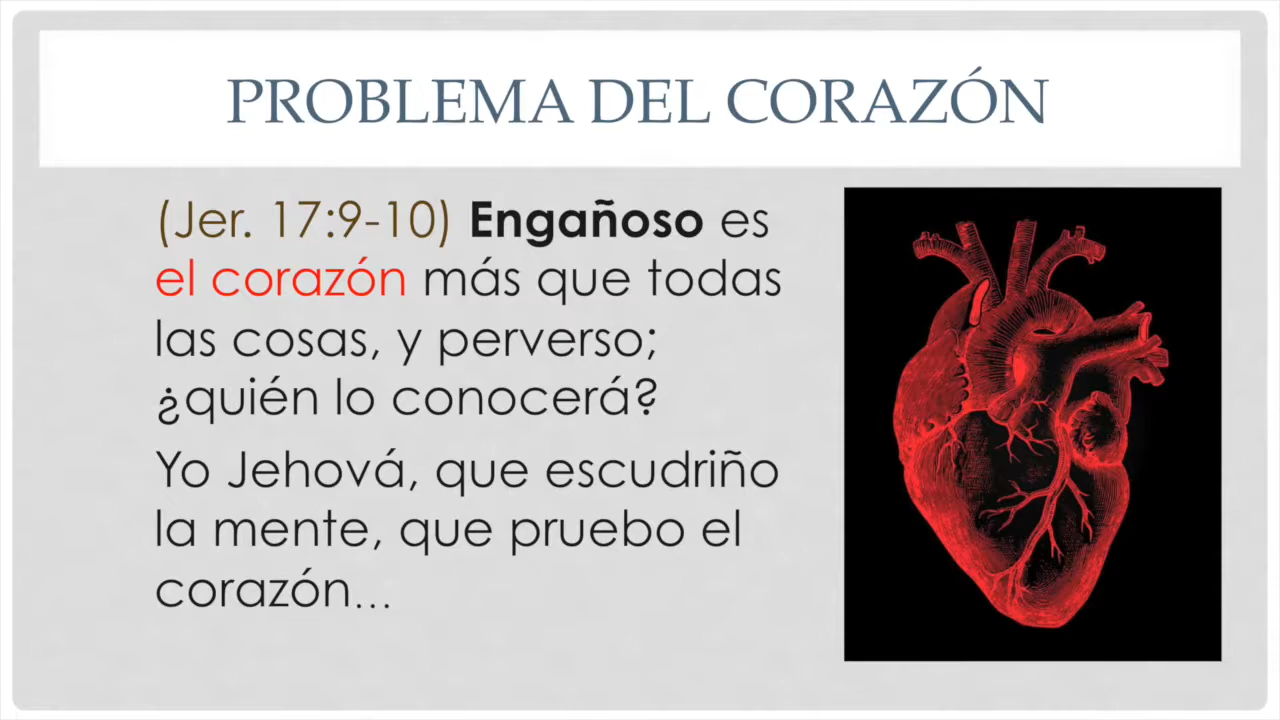 PROBLEMA DEL CORAZÓN
(Jer. 17:9-10) Engañoso es
el corazón más que todas
las cosas, y perverso;
¿quién lo conocerá?
Yo Jehová, que escudriño
la mente, que pruebo el
corazón...